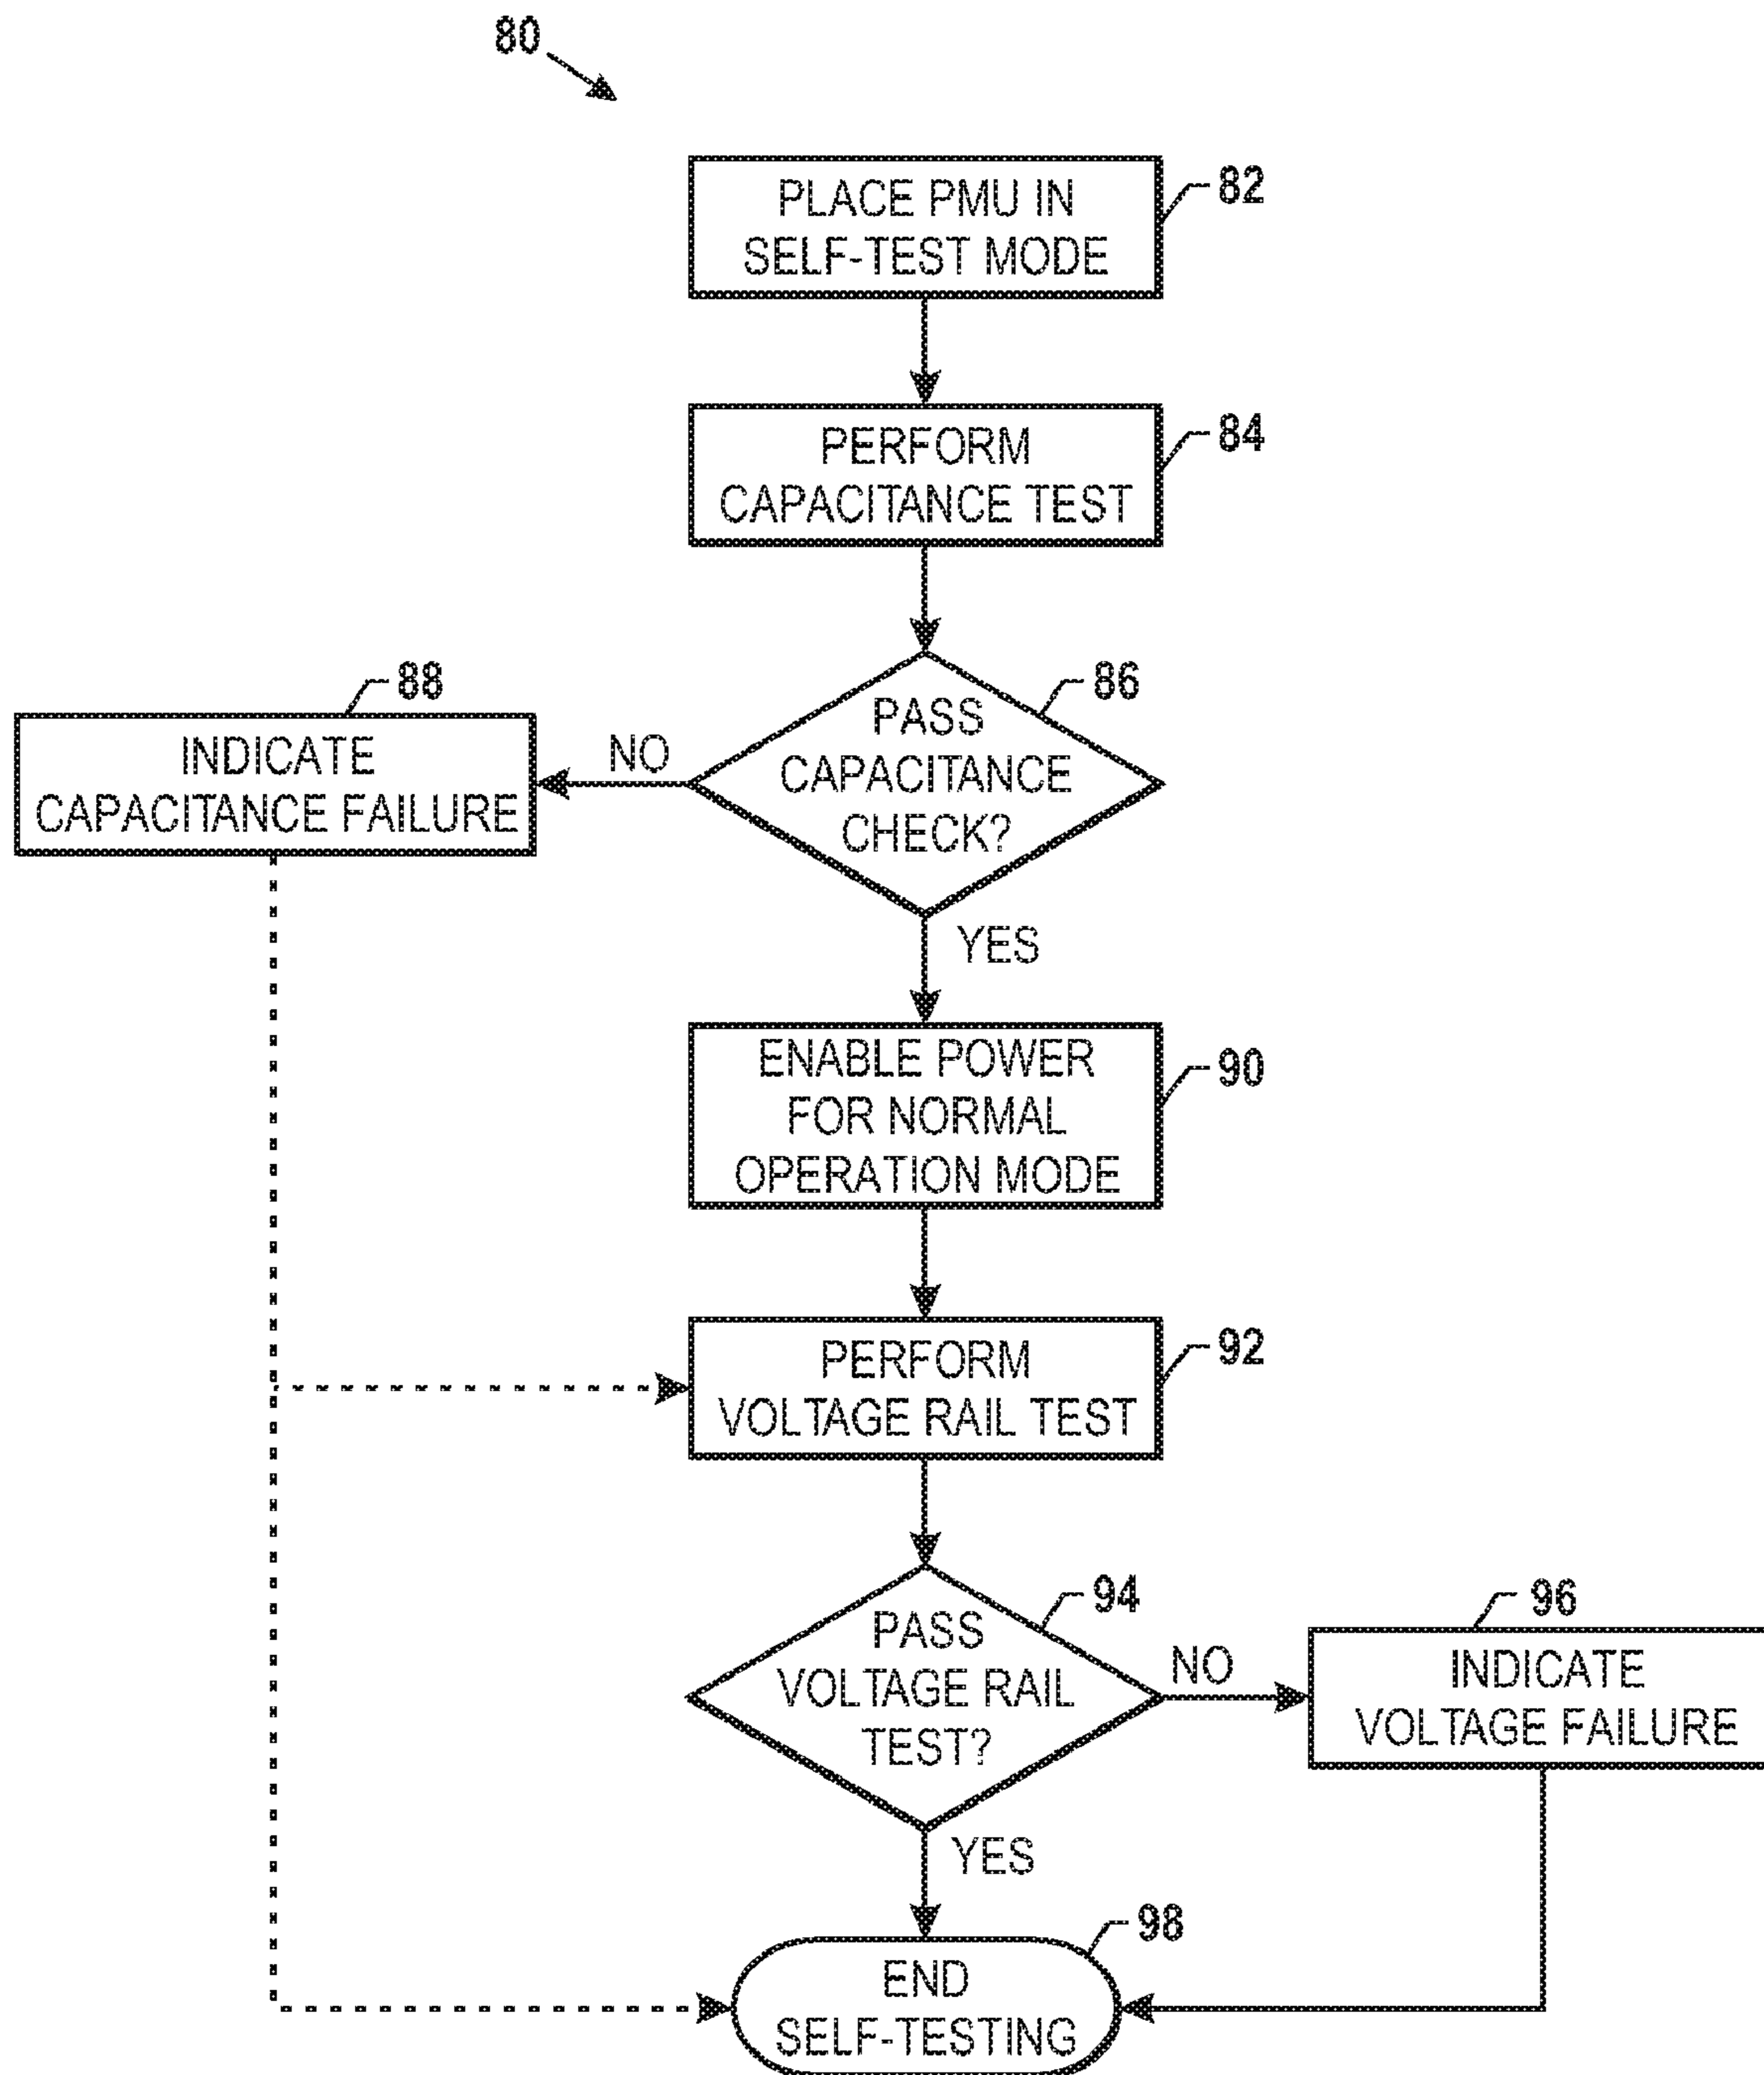 80
82
PLACE PMU IN
SELF-TEST MODE
84
PERFORM
CAPACITANCE TEST
86
PASS
CAPACITANCE
CHECK?
88
NO
INDICATE
CAPACITANCE FAILURE
YES
90
ENABLE POWER
FOR NORMAL
OPERATION MODE
92
PERFORM
VOLTAGE RAIL TEST
94
PASS
VOLTAGE RAIL
TEST?
NO
96
INDICATE
VOLTAGE FAILURE
YES
98
END
SELF-TESTING